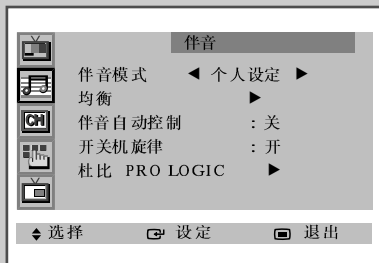 伴音
伴音模式 ◀ 个人设定 ▶
均衡 ▶
伴音自动控制 : 关
开关机旋律 : 开
杜比 PRO LOGIC ▶
CH
选择 设定 退出